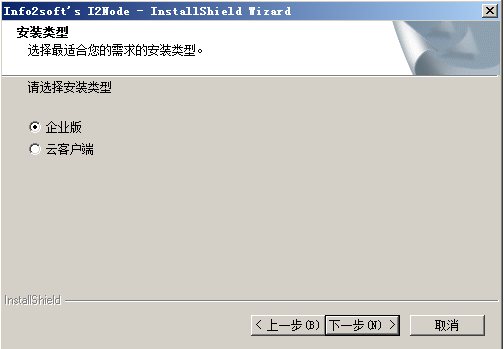 Info2soft's I2Node - InstallShield Wizard
安装类型
选择最适合您的需求的安装类型。
请选择安装类型
企业版
云客户端
InstallShield
< 上一步(B) 下一步(N) > 取消